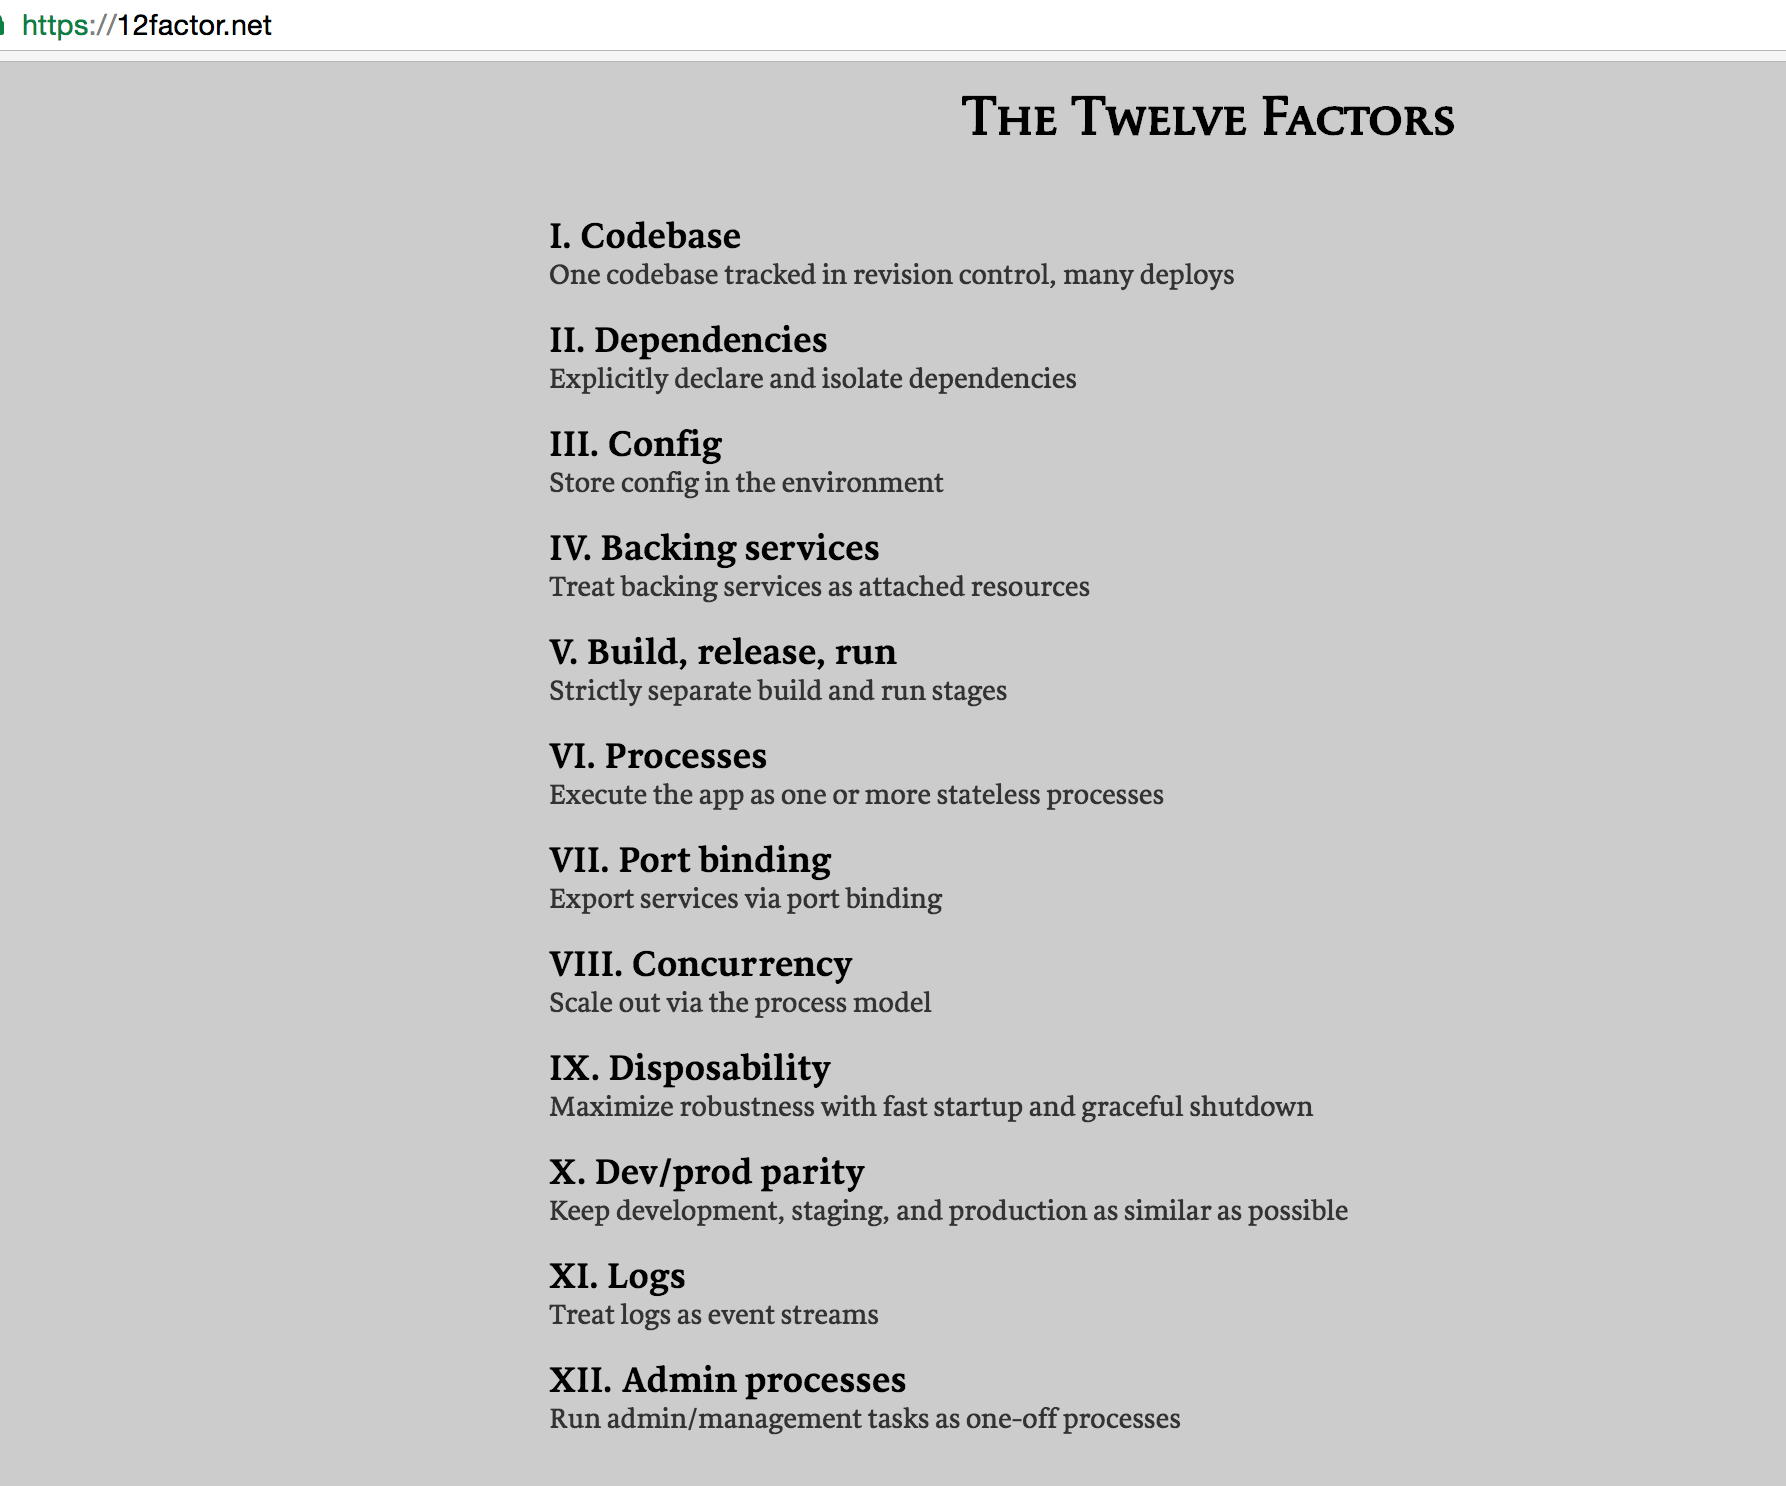 https://12factor.net
The Twelve Factors
I. Codebase
One codebase tracked in revision control, many deploys
II. Dependencies
Explicitly declare and isolate dependencies
III. Config
Store config in the environment
IV. Backing services
Treat backing services as attached resources
V. Build, release, run
Strictly separate build and run stages
VI. Processes
Execute the app as one or more stateless processes
VII. Port binding
Export services via port binding
VIII. Concurrency
Scale out via the process model
IX. Disposability
Maximize robustness with fast startup and graceful shutdown
X. Dev/prod parity
Keep development, staging, and production as similar as possible
XI. Logs
Treat logs as event streams
XII. Admin processes
Run admin/management tasks as one-off processes